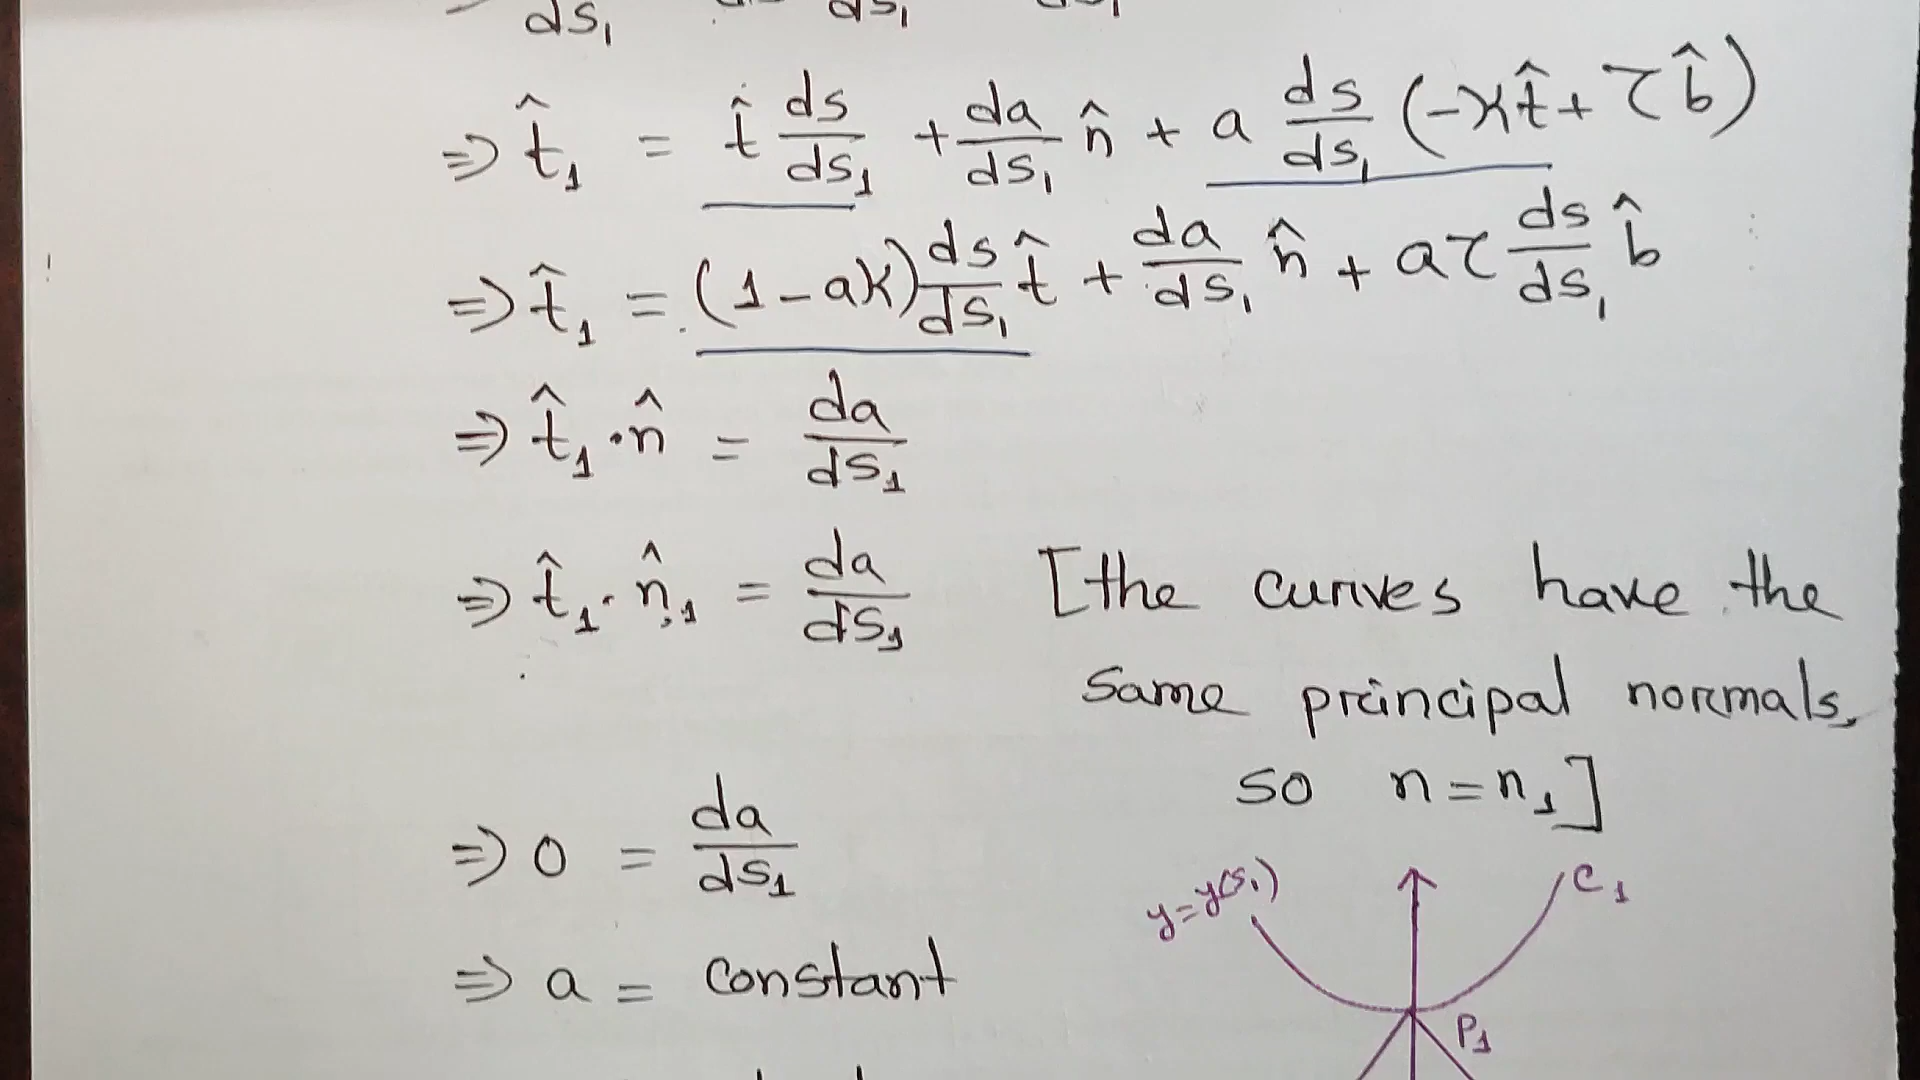 ds₁ ds₁
⇒ t̂₁ = t̂ ds/ds₁ + da/ds₁ n̂ + a ds/ds₁ (-κt̂ + τb̂)
⇒ t̂₁ = (1-aκ) ds/ds₁ t̂ + da/ds₁ n̂ + aτ ds/ds₁ b̂
⇒ t̂₁·n̂ = da/ds₁
⇒ t̂₁·n̂₁ = da/ds₁ [the curves have the
same principal normals,
so n=n₁]
⇒ 0 = da/ds₁
y=y(s₁) C₁
⇒ a = constant
P₁